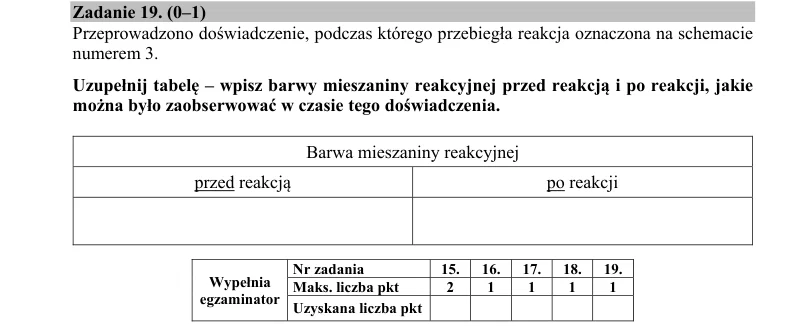 Zadanie 19. (0–1)
Przeprowadzono doświadczenie, podczas którego przebiegła reakcja oznaczona na schemacie
numerem 3.
Uzupełnij tabelę – wpisz barwy mieszaniny reakcyjnej przed reakcją i po reakcji, jakie
można było zaobserwować w czasie tego doświadczenia.
Barwa mieszaniny reakcyjnej
przed reakcją po reakcji
Wypełnia egzaminator
Nr zadania 15. 16. 17. 18. 19.
Maks. liczba pkt 2 1 1 1 1
Uzyskana liczba pkt